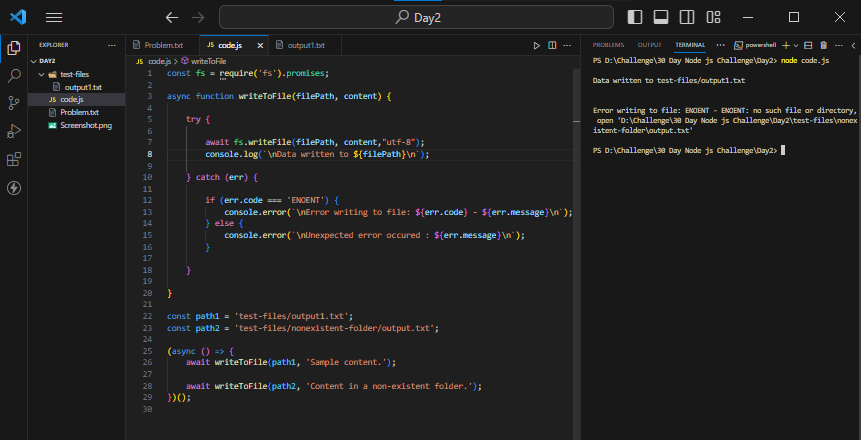 Day2
EXPLORER
DAY2
test-files
output1.txt
JS code.js
Problem.txt
Screenshot.png
Problem.txt
JS code.js
output1.txt
JS code.js > writeToFile
1 const fs = require('fs').promises;
2
3 async function writeToFile(filePath, content) {
4
5 try {
6
7 await fs.writeFile(filePath, content,"utf-8");
8 console.log(`\nData written to ${filePath}\n`);
9
10 } catch (err) {
11
12 if (err.code === 'ENOENT') {
13 console.error(`\nError writing to file: ${err.code} - ${err.message}\n`);
14 } else {
15 console.error(`\nUnexpected error occured : ${err.message}\n`);
16 }
17
18 }
19
20 }
21
22 const path1 = 'test-files/output1.txt';
23 const path2 = 'test-files/nonexistent-folder/output.txt';
24
25 (async () => {
26 await writeToFile(path1, 'Sample content.');
27
28 await writeToFile(path2, 'Content in a non-existent folder.');
29 })();
30
PROBLEMS OUTPUT TERMINAL ··· powershell
PS D:\Challenge\30 Day Node js Challenge\Day2> node code.js
Data written to test-files/output1.txt
Error writing to file: ENOENT - ENOENT: no such file or directory,
open 'D:\Challenge\30 Day Node js Challenge\Day2\test-files\nonex
istent-folder\output.txt'
PS D:\Challenge\30 Day Node js Challenge\Day2>